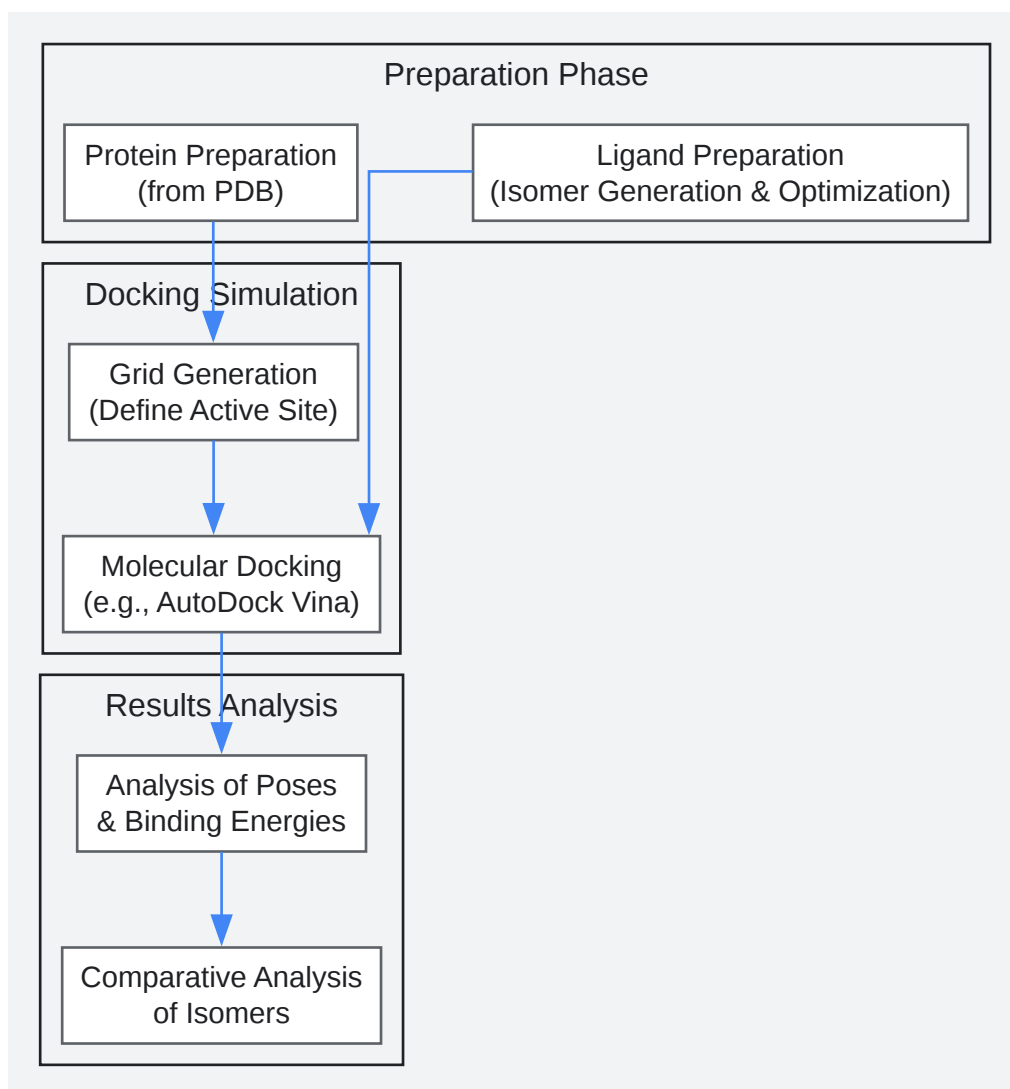 Preparation Phase
Protein Preparation
(from PDB)
Ligand Preparation
(Isomer Generation & Optimization)
Docking Simulation
Grid Generation
(Define Active Site)
Molecular Docking
(e.g., AutoDock Vina)
Results Analysis
Analysis of Poses
& Binding Energies
Comparative Analysis
of Isomers